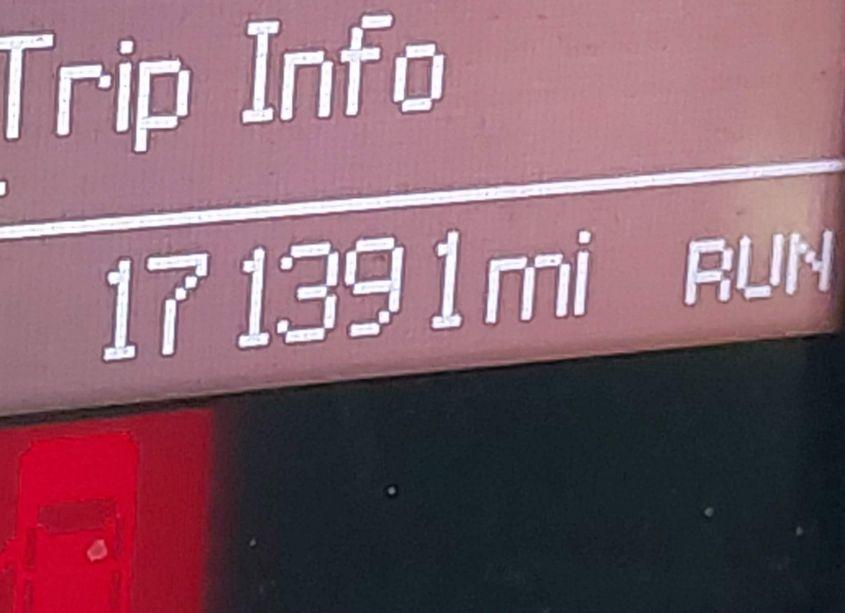 Trip Info
171391mi RUN